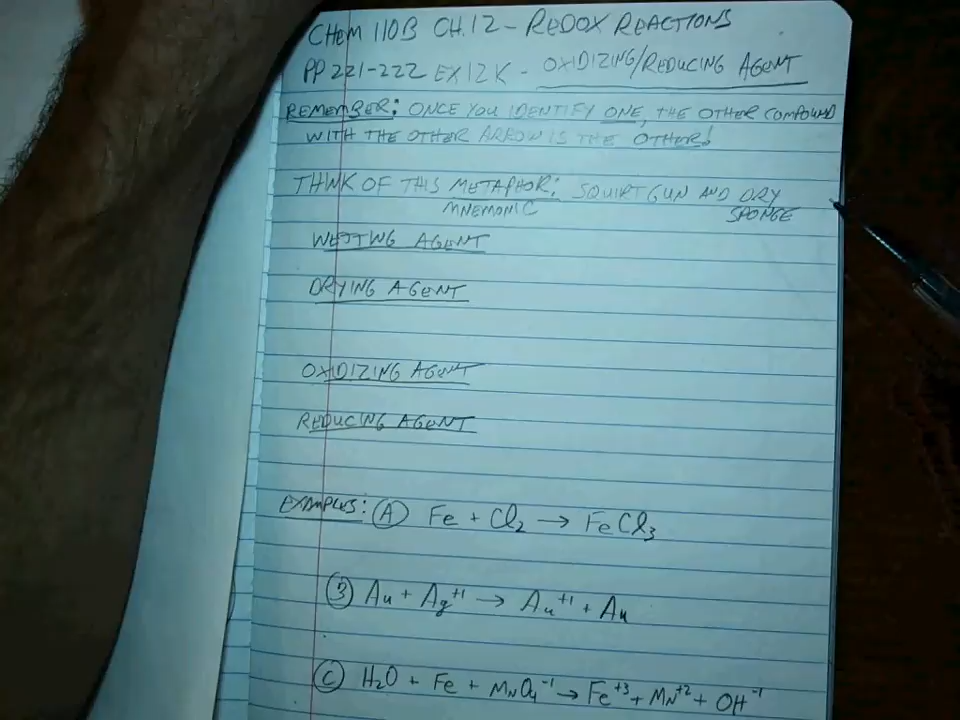 CHEM 110B CH.12 - REDOX REACTIONS
PP 221-222 EX 12K - OXIDIZING/REDUCING AGENT
REMEMBER: ONCE YOU IDENTIFY ONE, THE OTHER COMPOUND
WITH THE OTHER ARROW IS THE OTHER!
THINK OF THIS METAPHOR: SQUIRT GUN AND DRY
MNEMONIC SPONGE
WETTING AGENT
DRYING AGENT
OXIDIZING AGENT
REDUCING AGENT
EXAMPLES: (A) Fe + Cl₂ → FeCl₃
(B) Au + Ag⁺¹ → Au⁺¹ + Au
(C) H₂O + Fe + MnO₄⁻¹ → Fe⁺³ + Mn⁺² + OH⁻¹